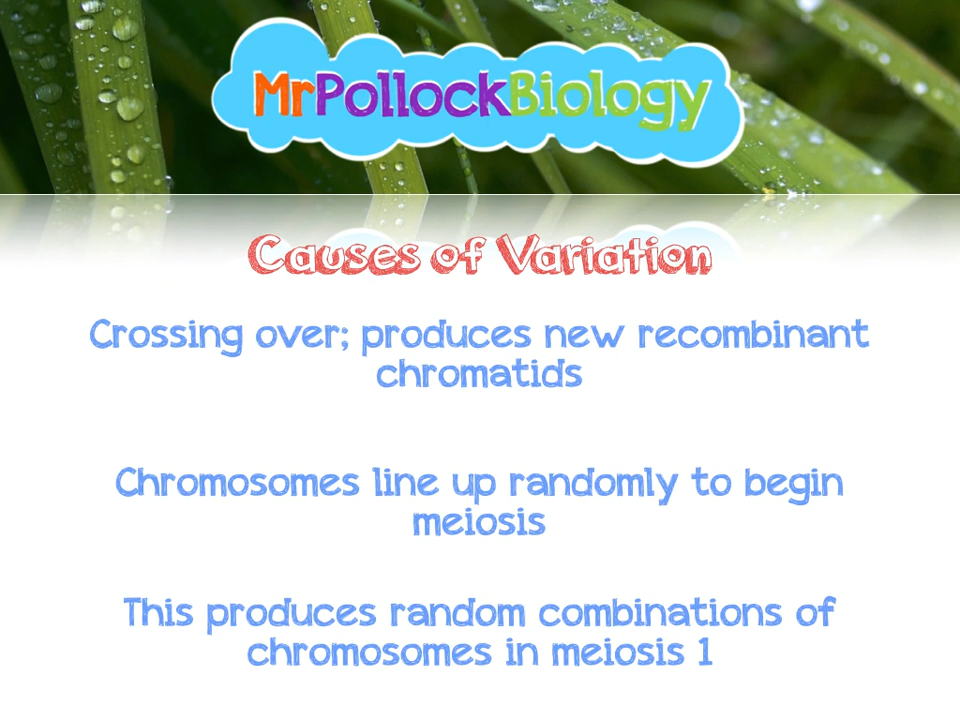 MrPollockBiology
Causes of Variation
Crossing over; produces new recombinant
chromatids
Chromosomes line up randomly to begin
meiosis
This produces random combinations of
chromosomes in meiosis 1